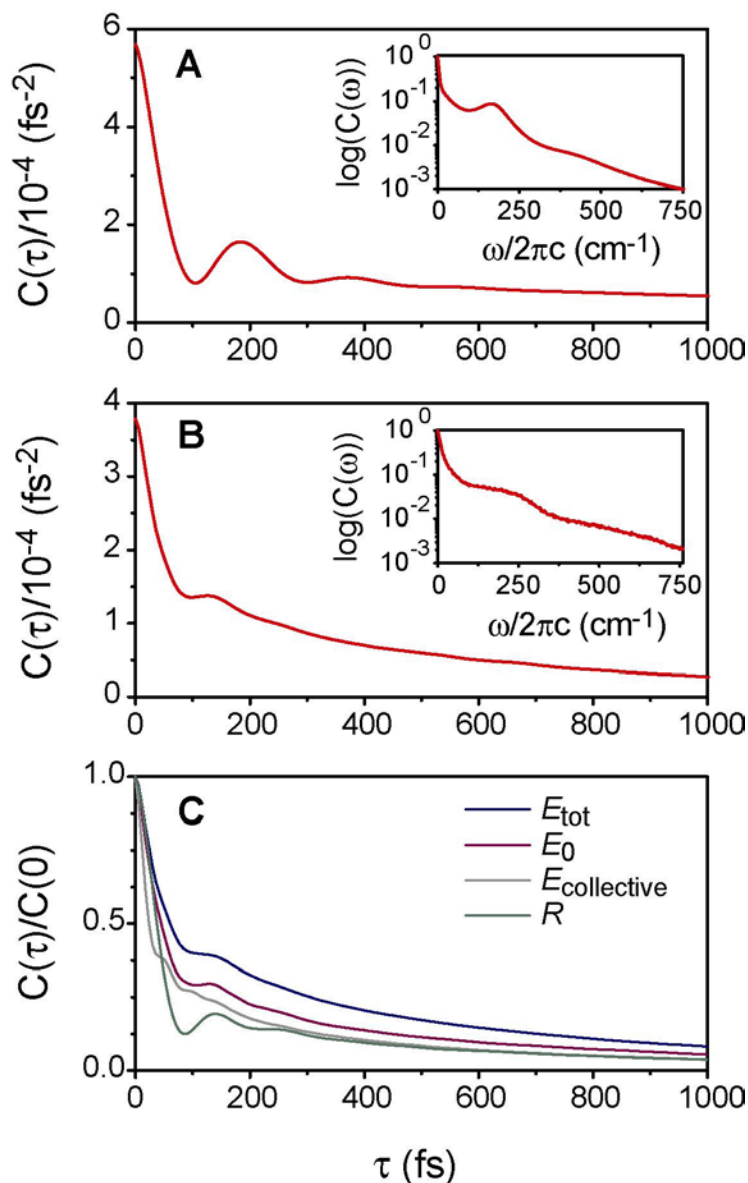 A
C(τ)/10⁻⁴ (fs⁻²)
6
4
2
0
0 200 400 600 800 1000
log(C(ω))
10⁰
10⁻¹
10⁻²
10⁻³
0 250 500 750
ω/2πc (cm⁻¹)
B
C(τ)/10⁻⁴ (fs⁻²)
4
3
2
1
0
0 200 400 600 800 1000
log(C(ω))
10⁰
10⁻¹
10⁻²
10⁻³
0 250 500 750
ω/2πc (cm⁻¹)
C
C(τ)/C(0)
1.0
0.5
0.0
E_tot
E_0
E_collective
R
0 200 400 600 800 1000
τ (fs)